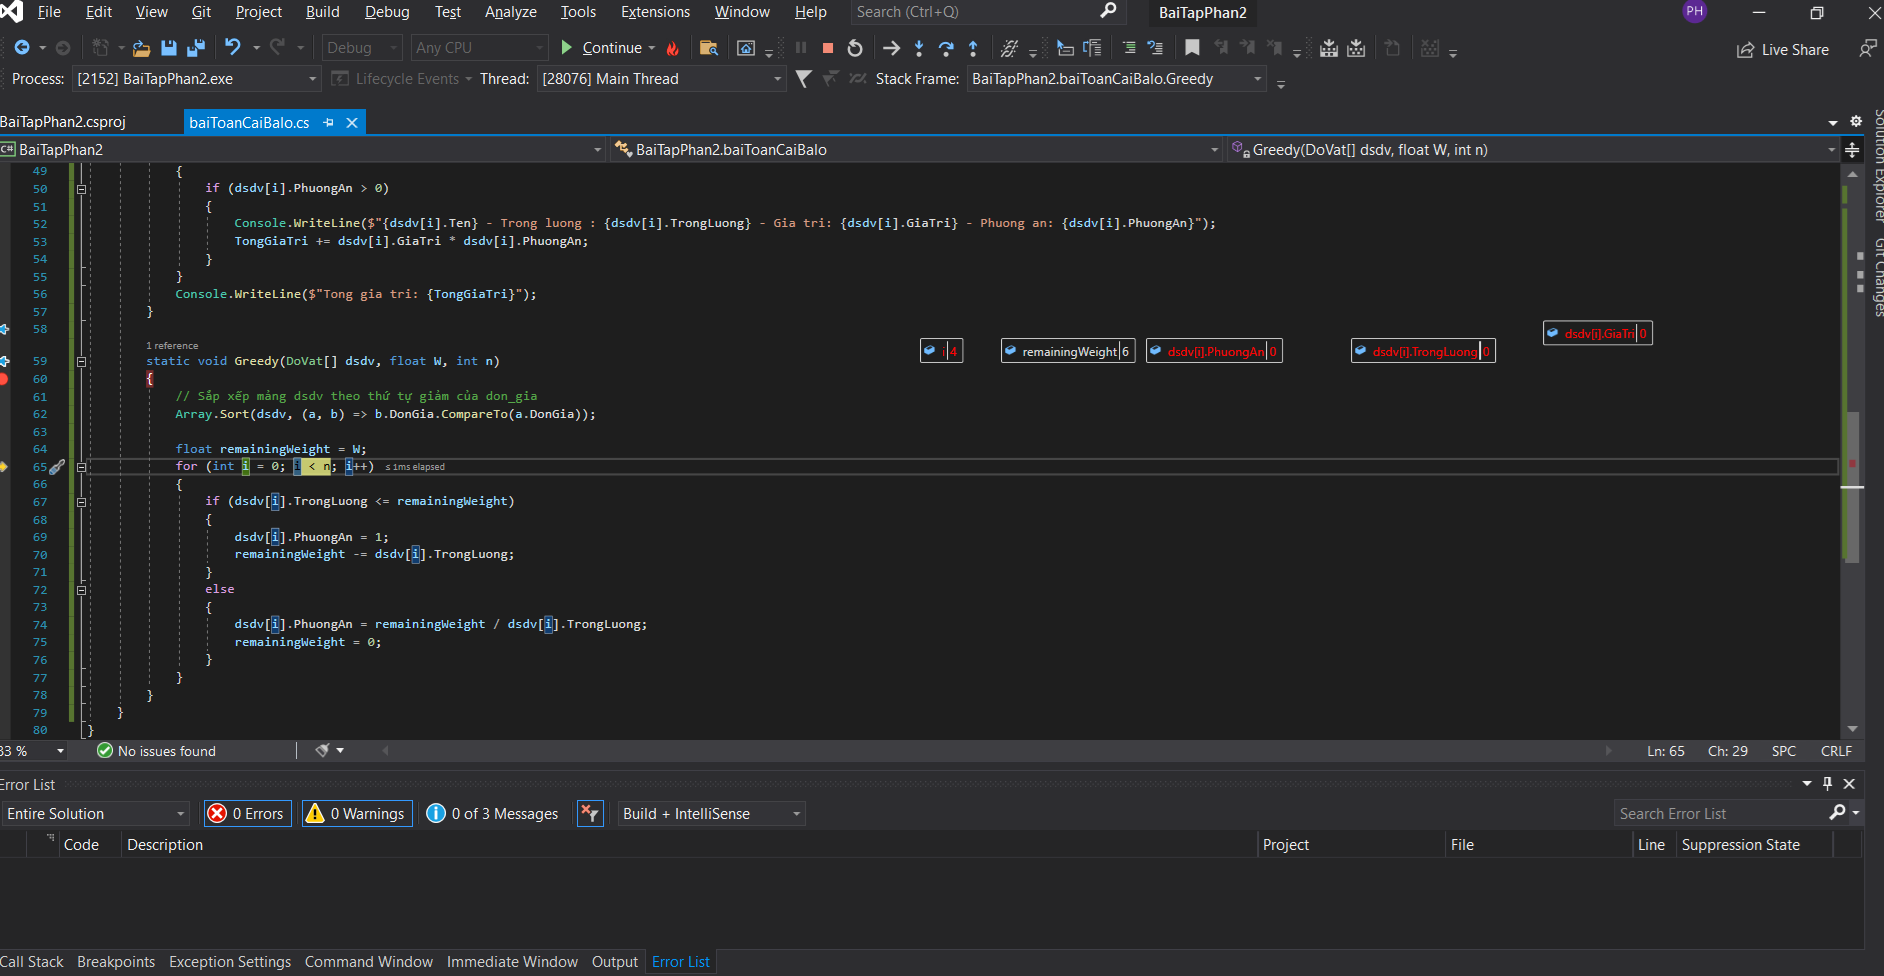 File Edit View Git Project Build Debug Test Analyze Tools Extensions Window Help Search (Ctrl+Q) BaiTapPhan2 PH
Debug Any CPU Continue Live Share
Process: [2152] BaiTapPhan2.exe Lifecycle Events Thread: [28076] Main Thread Stack Frame: BaiTapPhan2.baiToanCaiBalo.Greedy
BaiTapPhan2.csproj baiToanCaiBalo.cs
C# BaiTapPhan2 BaiTapPhan2.baiToanCaiBalo Greedy(DoVat[] dsdv, float W, int n)
Solution Explorer
Git Changes
49 {
50 if (dsdv[i].PhuongAn > 0)
51 {
52 Console.WriteLine($"{dsdv[i].Ten} - Trong luong : {dsdv[i].TrongLuong} - Gia tri: {dsdv[i].GiaTri} - Phuong an: {dsdv[i].PhuongAn}");
53 TongGiaTri += dsdv[i].GiaTri * dsdv[i].PhuongAn;
54 }
55 }
56 Console.WriteLine($"Tong gia tri: {TongGiaTri}");
57 }
58
dsdv[i].GiaTri 0
1 reference
i 4 remainingWeight 6 dsdv[i].PhuongAn 0 dsdv[i].TrongLuong 0
59 static void Greedy(DoVat[] dsdv, float W, int n)
60 {
61 // Sắp xếp mảng dsdv theo thứ tự giảm của don_gia
62 Array.Sort(dsdv, (a, b) => b.DonGia.CompareTo(a.DonGia));
63
64 float remainingWeight = W;
65 for (int i = 0; i < n; i++) ≤ 1ms elapsed
66 {
67 if (dsdv[i].TrongLuong <= remainingWeight)
68 {
69 dsdv[i].PhuongAn = 1;
70 remainingWeight -= dsdv[i].TrongLuong;
71 }
72 else
73 {
74 dsdv[i].PhuongAn = remainingWeight / dsdv[i].TrongLuong;
75 remainingWeight = 0;
76 }
77 }
78 }
79 }
80 }
33 % No issues found Ln: 65 Ch: 29 SPC CRLF
Error List
Entire Solution 0 Errors 0 Warnings 0 of 3 Messages Build + IntelliSense Search Error List
Code Description Project File Line Suppression State
Call Stack Breakpoints Exception Settings Command Window Immediate Window Output Error List